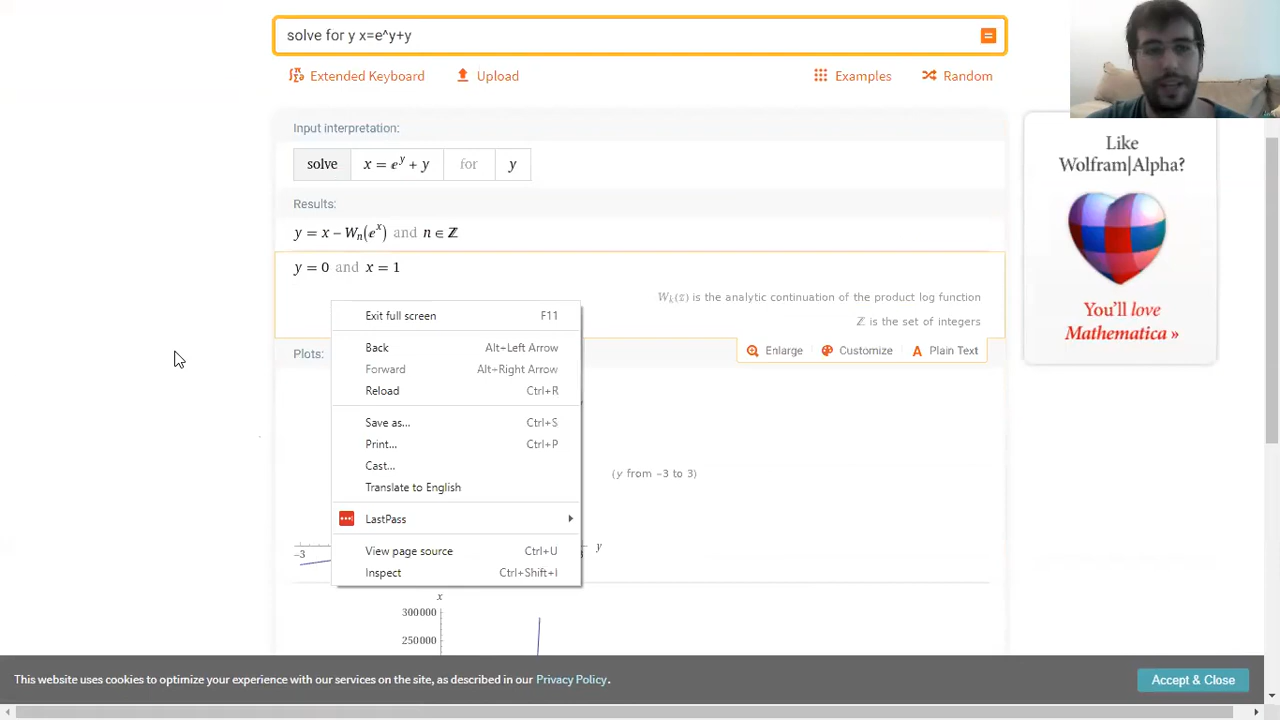 solve for y x=e^y+y
Extended Keyboard Upload Examples Random
Input interpretation:
solve x = e^y + y for y
Results:
y = x − Wₙ(e^x) and n ∈ ℤ
y = 0 and x = 1
Wₖ(z) is the analytic continuation of the product log function
ℤ is the set of integers
Plots:
Enlarge Customize Plain Text
(y from −3 to 3)
−3
y
x
300000
250000
Exit full screen F11
Back Alt+Left Arrow
Forward Alt+Right Arrow
Reload Ctrl+R
Save as... Ctrl+S
Print... Ctrl+P
Cast...
Translate to English
LastPass
View page source Ctrl+U
Inspect Ctrl+Shift+I
Like
Wolfram|Alpha?
You'll love
Mathematica »
This website uses cookies to optimize your experience with our services on the site, as described in our Privacy Policy.
Accept & Close